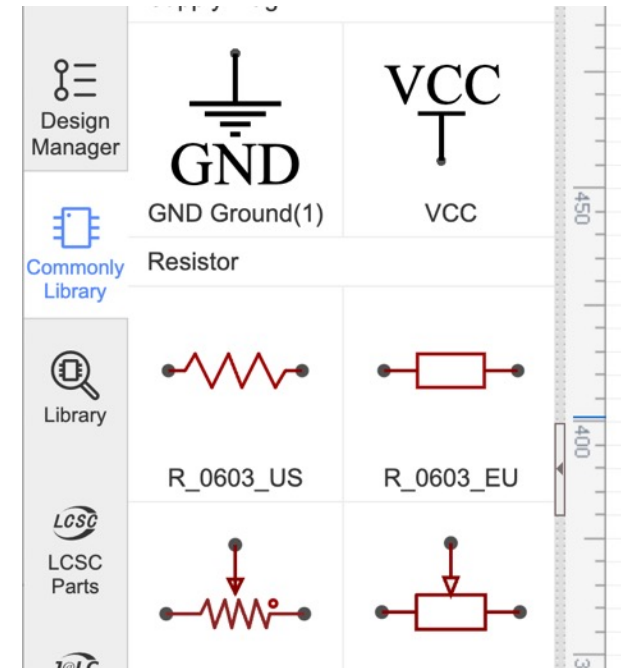 Design
Manager
GND
GND Ground(1)
VCC
VCC
Commonly
Library
Resistor
Library
R_0603_US
R_0603_EU
LCSC
LCSC
Parts
450
400